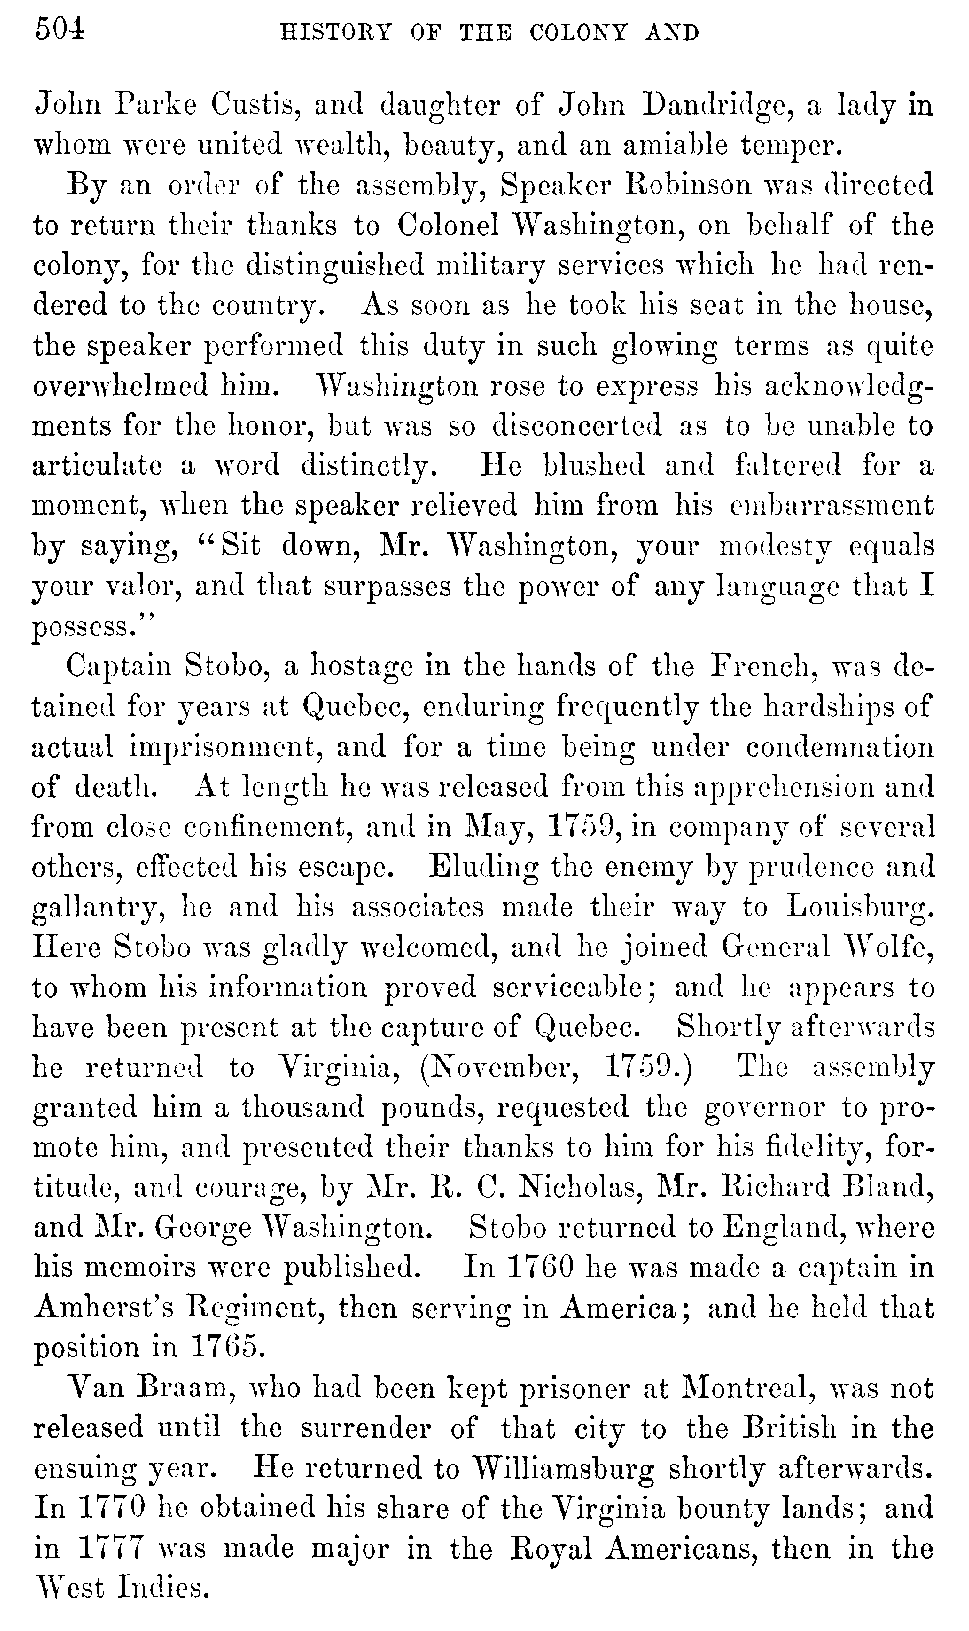 504 HISTORY OF THE COLONY AND
John Parke Custis, and daughter of John Dandridge, a lady in
whom were united wealth, beauty, and an amiable temper.
By an order of the assembly, Speaker Robinson was directed
to return their thanks to Colonel Washington, on behalf of the
colony, for the distinguished military services which he had ren-
dered to the country. As soon as he took his seat in the house,
the speaker performed this duty in such glowing terms as quite
overwhelmed him. Washington rose to express his acknowledg-
ments for the honor, but was so disconcerted as to be unable to
articulate a word distinctly. He blushed and faltered for a
moment, when the speaker relieved him from his embarrassment
by saying, “Sit down, Mr. Washington, your modesty equals
your valor, and that surpasses the power of any language that I
possess.”
Captain Stobo, a hostage in the hands of the French, was de-
tained for years at Quebec, enduring frequently the hardships of
actual imprisonment, and for a time being under condemnation
of death. At length he was released from this apprehension and
from close confinement, and in May, 1759, in company of several
others, effected his escape. Eluding the enemy by prudence and
gallantry, he and his associates made their way to Louisburg.
Here Stobo was gladly welcomed, and he joined General Wolfe,
to whom his information proved serviceable; and he appears to
have been present at the capture of Quebec. Shortly afterwards
he returned to Virginia, (November, 1759.) The assembly
granted him a thousand pounds, requested the governor to pro-
mote him, and presented their thanks to him for his fidelity, for-
titude, and courage, by Mr. R. C. Nicholas, Mr. Richard Bland,
and Mr. George Washington. Stobo returned to England, where
his memoirs were published. In 1760 he was made a captain in
Amherst's Regiment, then serving in America; and he held that
position in 1765.
Van Braam, who had been kept prisoner at Montreal, was not
released until the surrender of that city to the British in the
ensuing year. He returned to Williamsburg shortly afterwards.
In 1770 he obtained his share of the Virginia bounty lands; and
in 1777 was made major in the Royal Americans, then in the
West Indies.